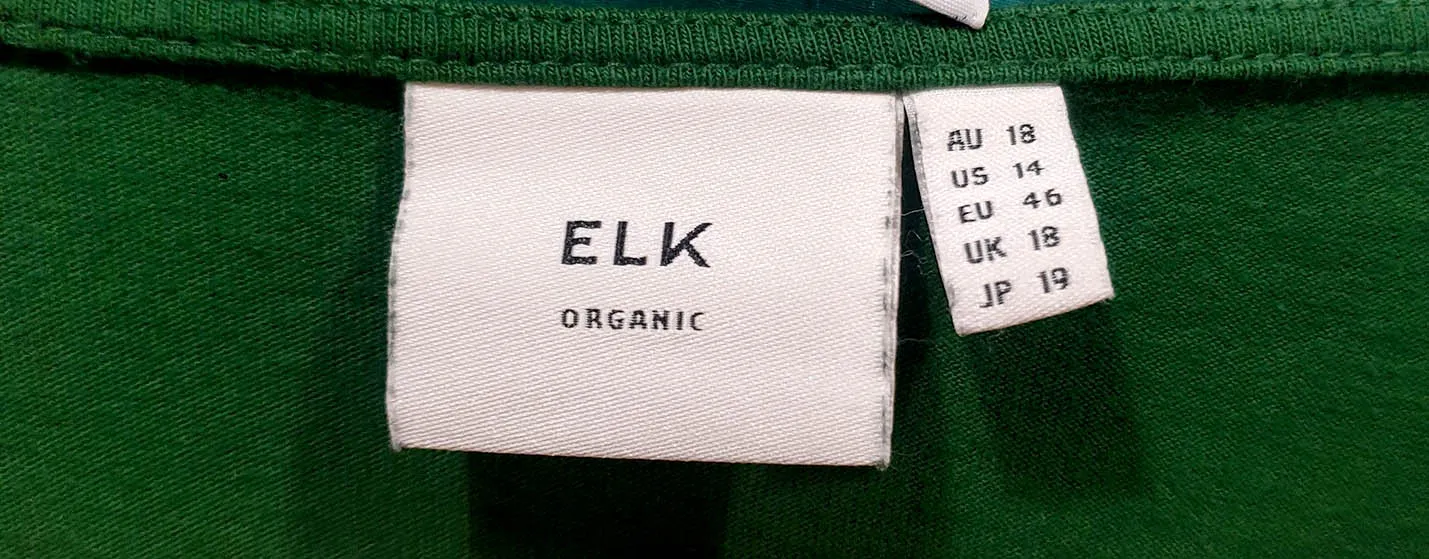 ELK
ORGANIC
AU 18
US 14
EU 46
UK 18
JP 19